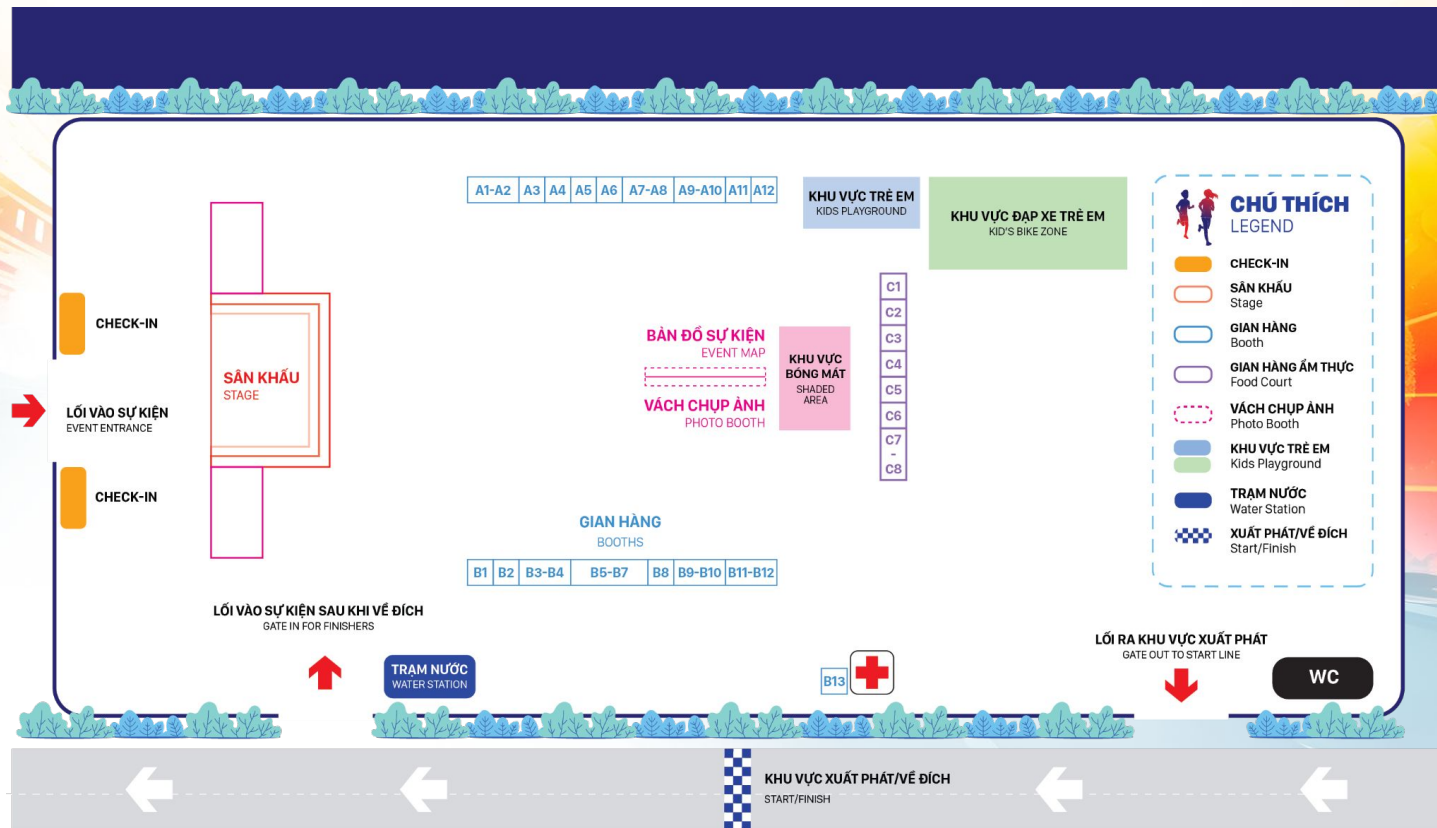 A1-A2 A3 A4 A5 A6 A7-A8 A9-A10 A11 A12
KHU VỰC TRẺ EM
KIDS PLAYGROUND
KHU VỰC ĐẠP XE TRẺ EM
KID'S BIKE ZONE
CHECK-IN
LỐI VÀO SỰ KIỆN
EVENT ENTRANCE
CHECK-IN
SÂN KHẤU
STAGE
BẢN ĐỒ SỰ KIỆN
EVENT MAP
VÁCH CHỤP ẢNH
PHOTO BOOTH
KHU VỰC
BÓNG MÁT
SHADED
AREA
C1
C2
C3
C4
C5
C6
C7
-
C8
GIAN HÀNG
BOOTHS
B1 B2 B3-B4 B5-B7 B8 B9-B10 B11-B12
CHÚ THÍCH
LEGEND
CHECK-IN
SÂN KHẤU
Stage
GIAN HÀNG
Booth
GIAN HÀNG ẨM THỰC
Food Court
VÁCH CHỤP ẢNH
Photo Booth
KHU VỰC TRẺ EM
Kids Playground
TRẠM NƯỚC
Water Station
XUẤT PHÁT/VỀ ĐÍCH
Start/Finish
LỐI VÀO SỰ KIỆN SAU KHI VỀ ĐÍCH
GATE IN FOR FINISHERS
TRẠM NƯỚC
WATER STATION
B13
LỐI RA KHU VỰC XUẤT PHÁT
GATE OUT TO START LINE
WC
KHU VỰC XUẤT PHÁT/VỀ ĐÍCH
START/FINISH